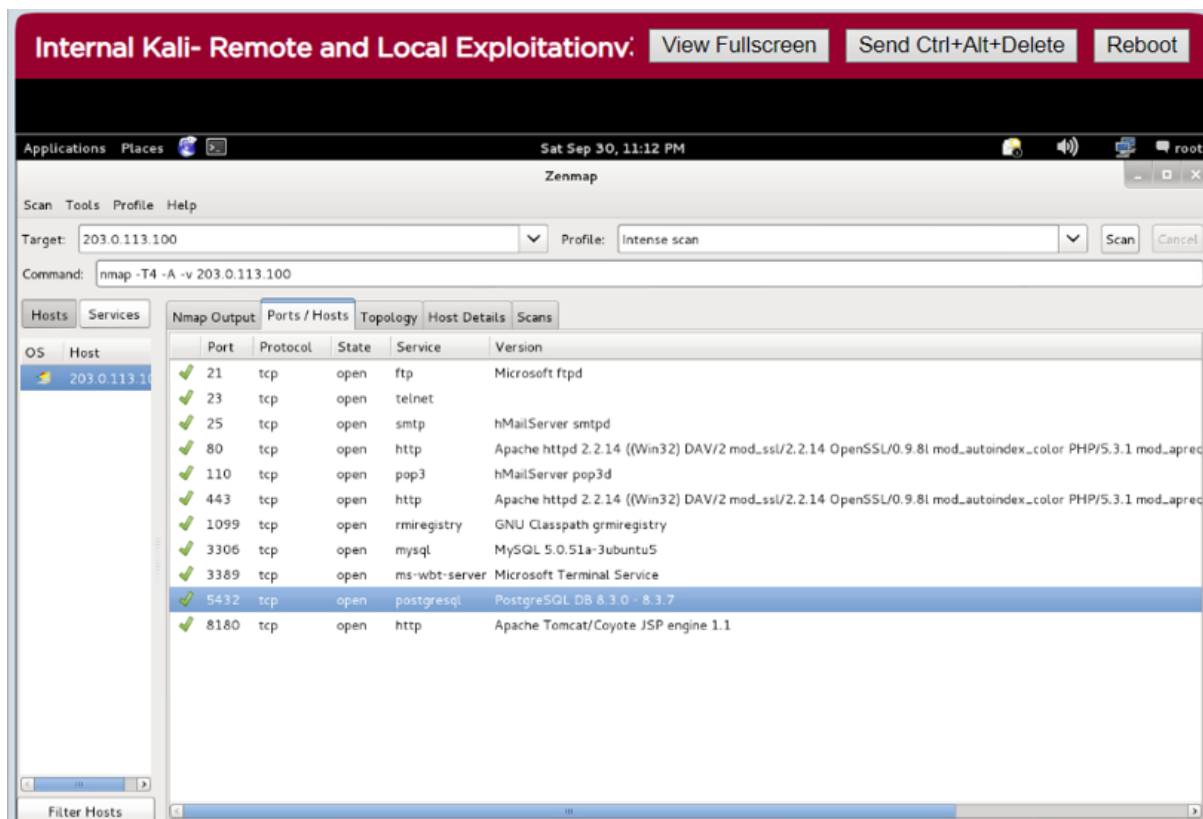 Internal Kali- Remote and Local Exploitationv View Fullscreen Send Ctrl+Alt+Delete Reboot
Applications Places Sat Sep 30, 11:12 PM root
Zenmap
Scan Tools Profile Help
Target: 203.0.113.100 Profile: Intense scan Scan Cancel
Command: nmap -T4 -A -v 203.0.113.100
Hosts Services Nmap Output Ports / Hosts Topology Host Details Scans
OS Host Port Protocol State Service Version
203.0.113.10
21 tcp open ftp Microsoft ftpd
23 tcp open telnet
25 tcp open smtp hMailServer smtpd
80 tcp open http Apache httpd 2.2.14 ((Win32) DAV/2 mod_ssl/2.2.14 OpenSSL/0.9.8l mod_autoindex_color PHP/5.3.1 mod_aprec
110 tcp open pop3 hMailServer pop3d
443 tcp open http Apache httpd 2.2.14 ((Win32) DAV/2 mod_ssl/2.2.14 OpenSSL/0.9.8l mod_autoindex_color PHP/5.3.1 mod_aprec
1099 tcp open rmiregistry GNU Classpath grmiregistry
3306 tcp open mysql MySQL 5.0.51a-3ubuntu5
3389 tcp open ms-wbt-server Microsoft Terminal Service
5432 tcp open postgresql PostgreSQL DB 8.3.0 - 8.3.7
8180 tcp open http Apache Tomcat/Coyote JSP engine 1.1
Filter Hosts